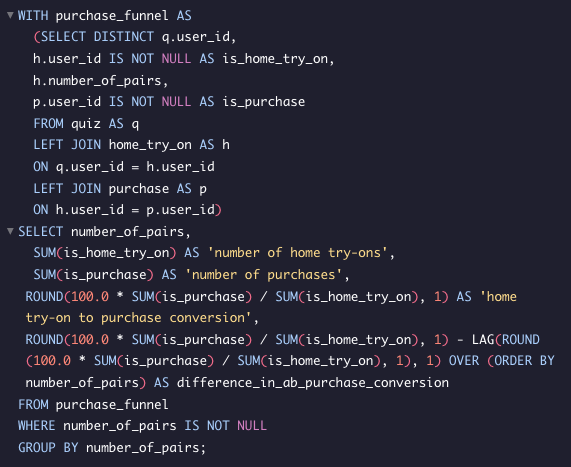 WITH purchase_funnel AS
(SELECT DISTINCT q.user_id,
h.user_id IS NOT NULL AS is_home_try_on,
h.number_of_pairs,
p.user_id IS NOT NULL AS is_purchase
FROM quiz AS q
LEFT JOIN home_try_on AS h
ON q.user_id = h.user_id
LEFT JOIN purchase AS p
ON h.user_id = p.user_id)
SELECT number_of_pairs,
SUM(is_home_try_on) AS 'number of home try-ons',
SUM(is_purchase) AS 'number of purchases',
ROUND(100.0 * SUM(is_purchase) / SUM(is_home_try_on), 1) AS 'home
try-on to purchase conversion',
ROUND(100.0 * SUM(is_purchase) / SUM(is_home_try_on), 1) - LAG(ROUND
(100.0 * SUM(is_purchase) / SUM(is_home_try_on), 1), 1) OVER (ORDER BY
number_of_pairs) AS difference_in_ab_purchase_conversion
FROM purchase_funnel
WHERE number_of_pairs IS NOT NULL
GROUP BY number_of_pairs;